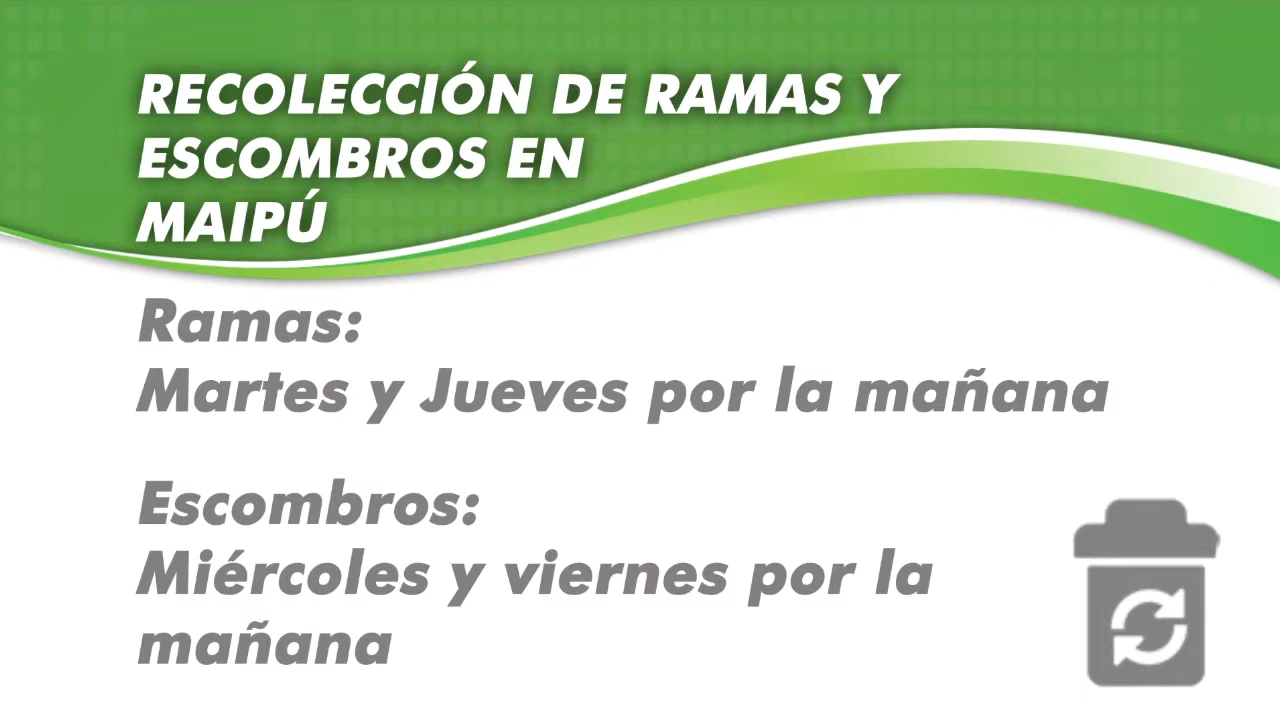 RECOLECCIÓN DE RAMAS Y
ESCOMBROS EN
MAIPÚ
Ramas:
Martes y Jueves por la mañana
Escombros:
Miércoles y viernes por la
mañana